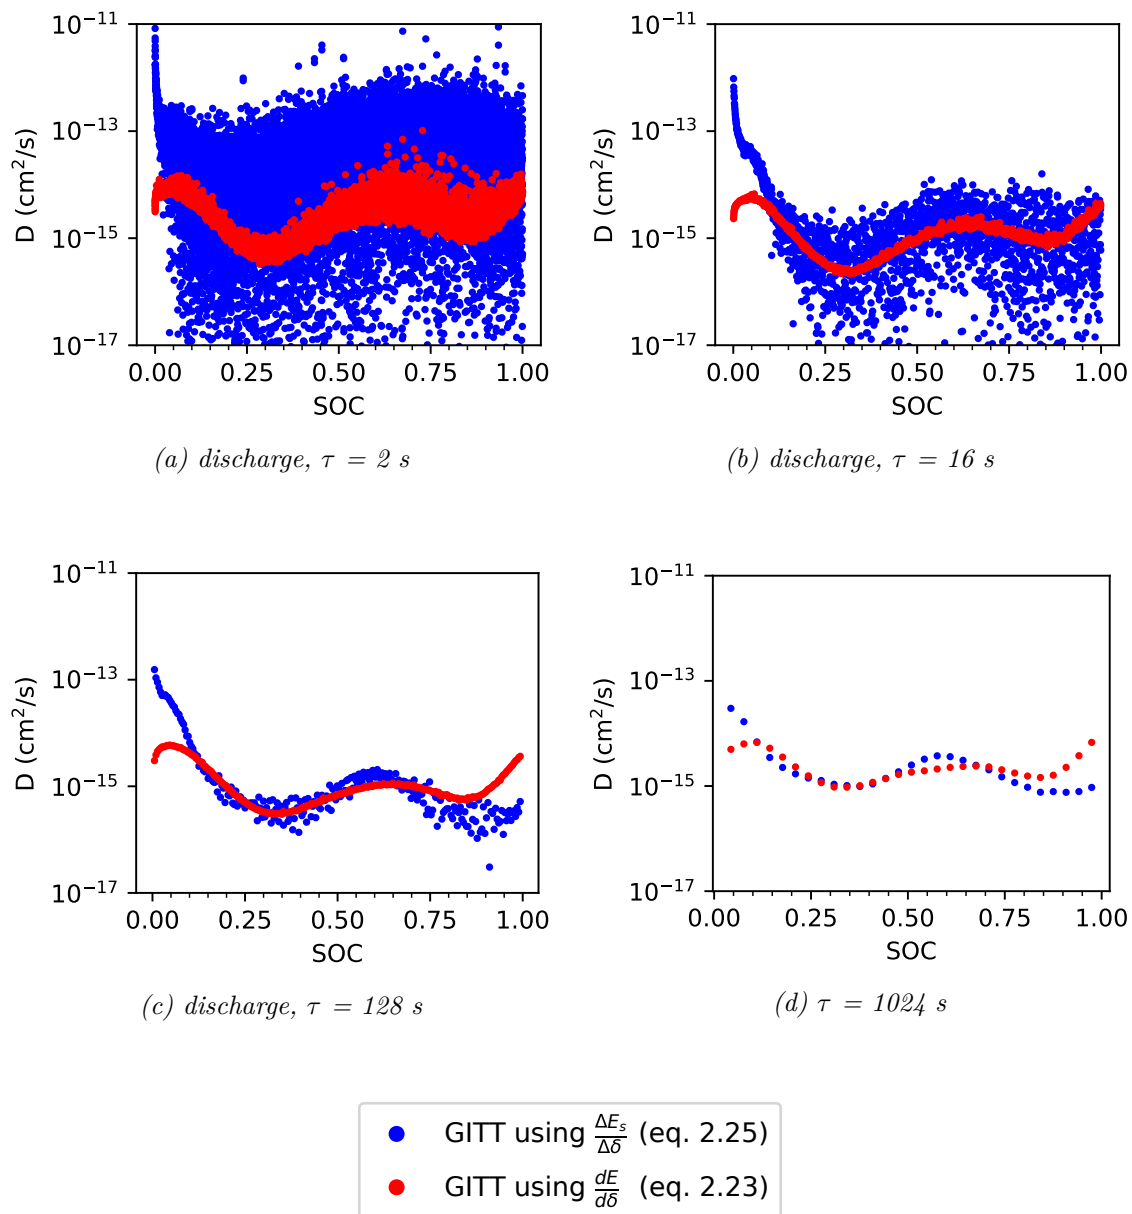 10⁻¹¹
10⁻¹³
10⁻¹⁵
10⁻¹⁷
D (cm²/s)
0.00 0.25 0.50 0.75 1.00
SOC
(a) discharge, τ = 2 s
10⁻¹¹
10⁻¹³
10⁻¹⁵
10⁻¹⁷
D (cm²/s)
0.00 0.25 0.50 0.75 1.00
SOC
(b) discharge, τ = 16 s
10⁻¹¹
10⁻¹³
10⁻¹⁵
10⁻¹⁷
D (cm²/s)
0.00 0.25 0.50 0.75 1.00
SOC
(c) discharge, τ = 128 s
10⁻¹¹
10⁻¹³
10⁻¹⁵
10⁻¹⁷
D (cm²/s)
0.00 0.25 0.50 0.75 1.00
SOC
(d) τ = 1024 s
GITT using ΔEₛ/Δδ (eq. 2.25)
GITT using dE/dδ (eq. 2.23)